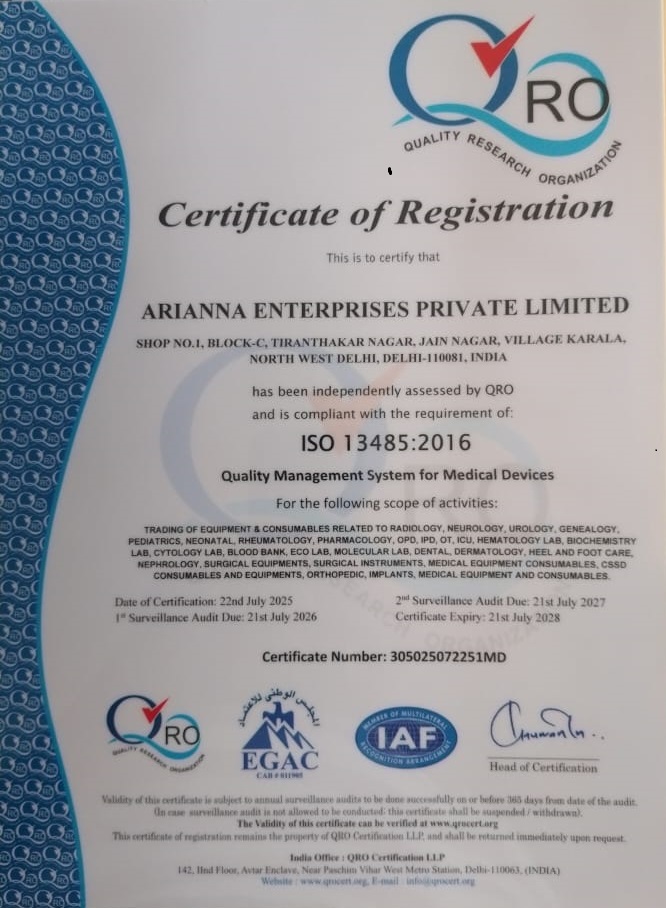 QRO
QUALITY RESEARCH ORGANIZATION
Certificate of Registration
This is to certify that
ARIANNA ENTERPRISES PRIVATE LIMITED
SHOP NO.1, BLOCK-C, TIRANTHAKAR NAGAR, JAIN NAGAR, VILLAGE KARALA,
NORTH WEST DELHI, DELHI-110081, INDIA
has been independently assessed by QRO
and is compliant with the requirement of:
ISO 13485:2016
Quality Management System for Medical Devices
For the following scope of activities:
TRADING OF EQUIPMENT & CONSUMABLES RELATED TO RADIOLOGY, NEUROLOGY, UROLOGY, GENEALOGY,
PEDIATRICS, NEONATAL, RHEUMATOLOGY, PHARMACOLOGY, OPD, IPD, OT, ICU, HEMATOLOGY LAB, BIOCHEMISTRY
LAB, CYTOLOGY LAB, BLOOD BANK, ECO LAB, MOLECULAR LAB, DENTAL, DERMATOLOGY, HEEL AND FOOT CARE,
NEPHROLOGY, SURGICAL EQUIPMENTS, SURGICAL INSTRUMENTS, MEDICAL EQUIPMENT CONSUMABLES, CSSD
CONSUMABLES AND EQUIPMENTS, ORTHOPEDIC, IMPLANTS, MEDICAL EQUIPMENT AND CONSUMABLES.
Date of Certification: 22nd July 2025
2nd Surveillance Audit Due: 21st July 2027
1st Surveillance Audit Due: 21st July 2026
Certificate Expiry: 21st July 2028
Certificate Number: 305025072251MD
QRO
QUALITY RESEARCH ORGANIZATION
المجلس الوطني للاعتماد
EGAC
CAB # 011905
MEMBER OF MULTILATERAL
IAF
RECOGNITION ARRANGEMENT
Head of Certification
Validity of this certificate is subject to annual surveillance audits to be done successfully on or before 365 days from date of the audit.
(In case surveillance audit is not allowed to be conducted; this certificate shall be suspended / withdrawn).
The Validity of this certificate can be verified at www.qrocert.org
This certificate of registration remains the property of QRO Certification LLP, and shall be returned immediately upon request.
India Office : QRO Certification LLP
142, IInd Floor, Avtar Enclave, Near Paschim Vihar West Metro Station, Delhi-110063, (INDIA)
Website : www.qrocert.org, E-mail : info@qrocert.org